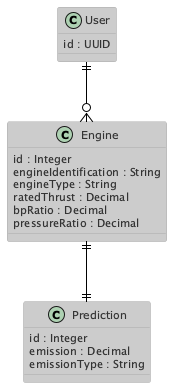 C User
id : UUID
C Engine
id : Integer
engineIdentification : String
engineType : String
ratedThrust : Decimal
bpRatio : Decimal
pressureRatio : Decimal
C Prediction
id : Integer
emission : Decimal
emissionType : String